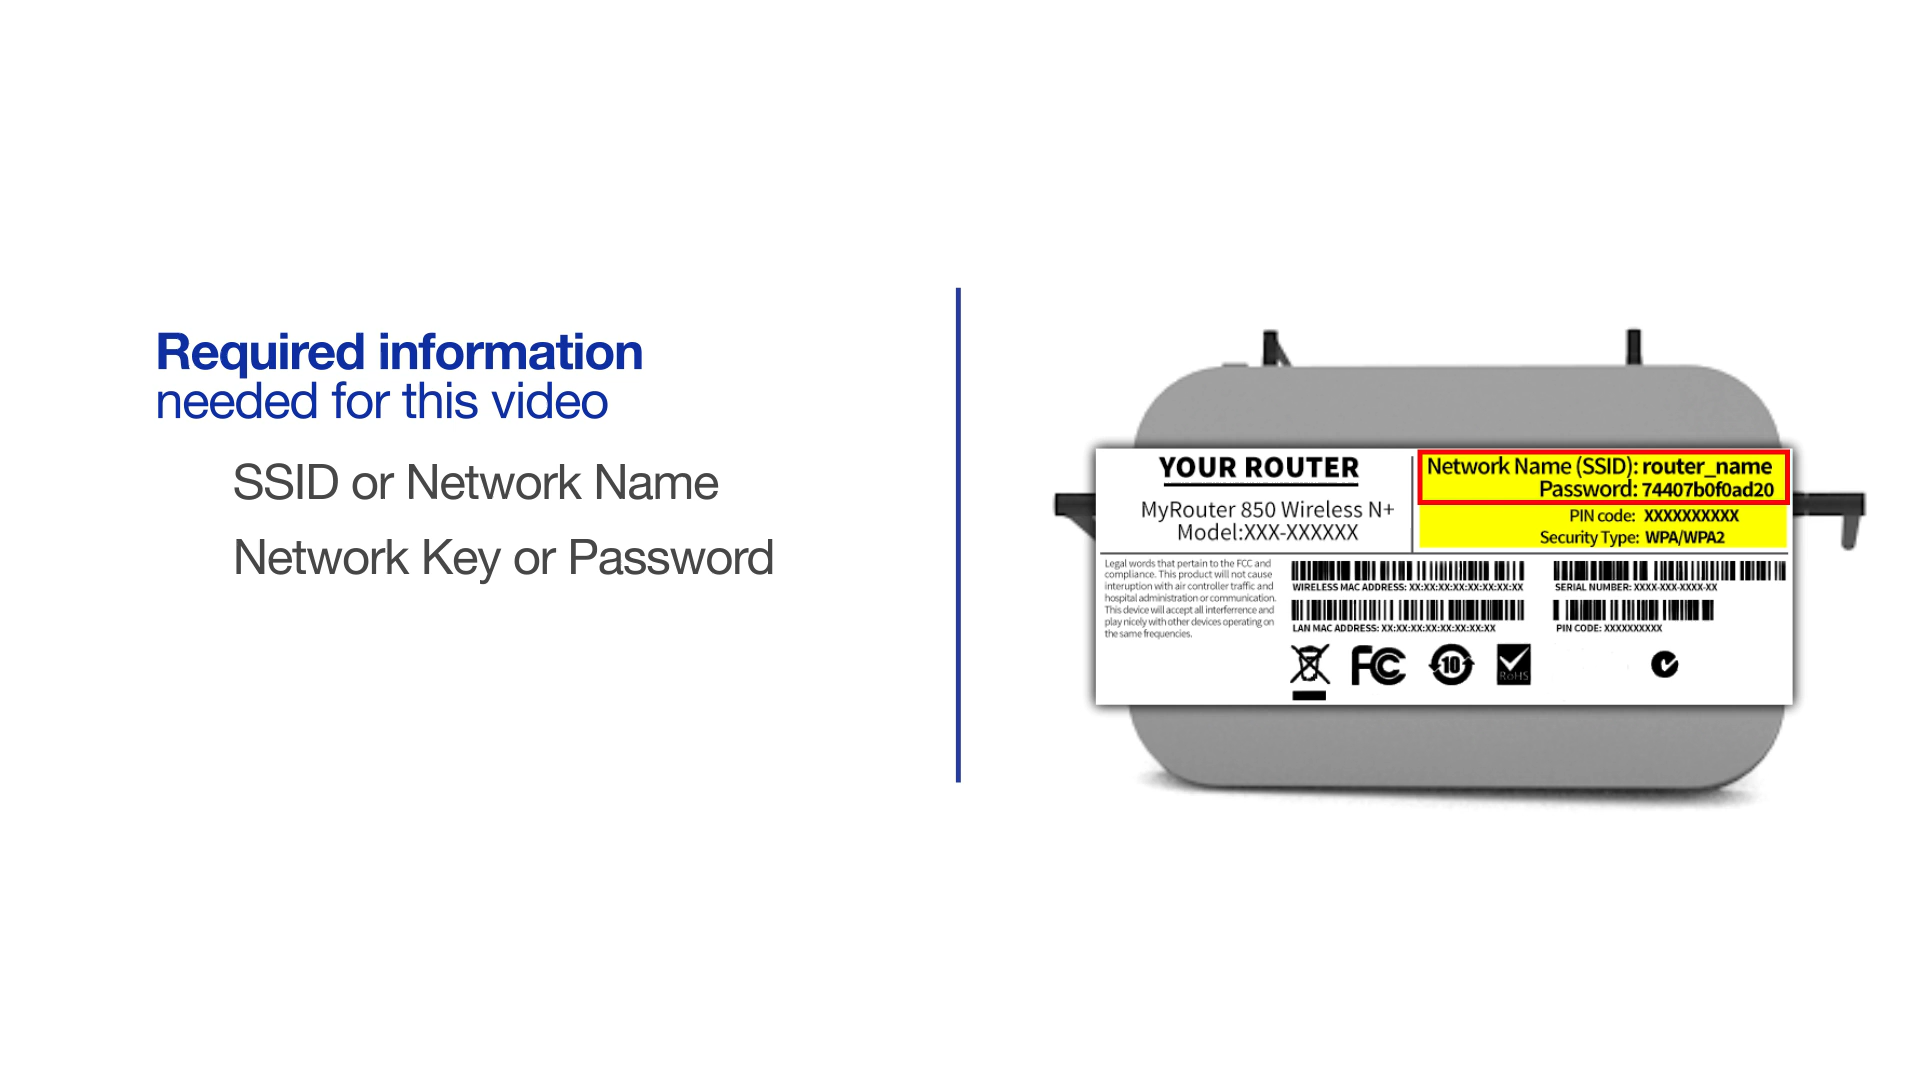 Required information
needed for this video
SSID or Network Name
Network Key or Password
YOUR ROUTER
MyRouter 850 Wireless N+
Model:XXX-XXXXXX
Network Name (SSID): router_name
Password: 74407b0f0ad20
PIN code: XXXXXXXXXX
Security Type: WPA/WPA2
Legal words that pertain to the FCC and
compliance. This product will not cause
interuption with air controller traffic and
hospital administration or communication.
This device will accept all interferrence and
play nicely with other devices operating on
the same frequencies.
WIRELESS MAC ADDRESS: XX:XX:XX:XX:XX:XX:XX:XX
SERIAL NUMBER: XXXX-XXX-XXXX-XX
LAN MAC ADDRESS: XX:XX:XX:XX:XX:XX:XX:XX
PIN CODE: XXXXXXXXXX
FC
10
RoHS